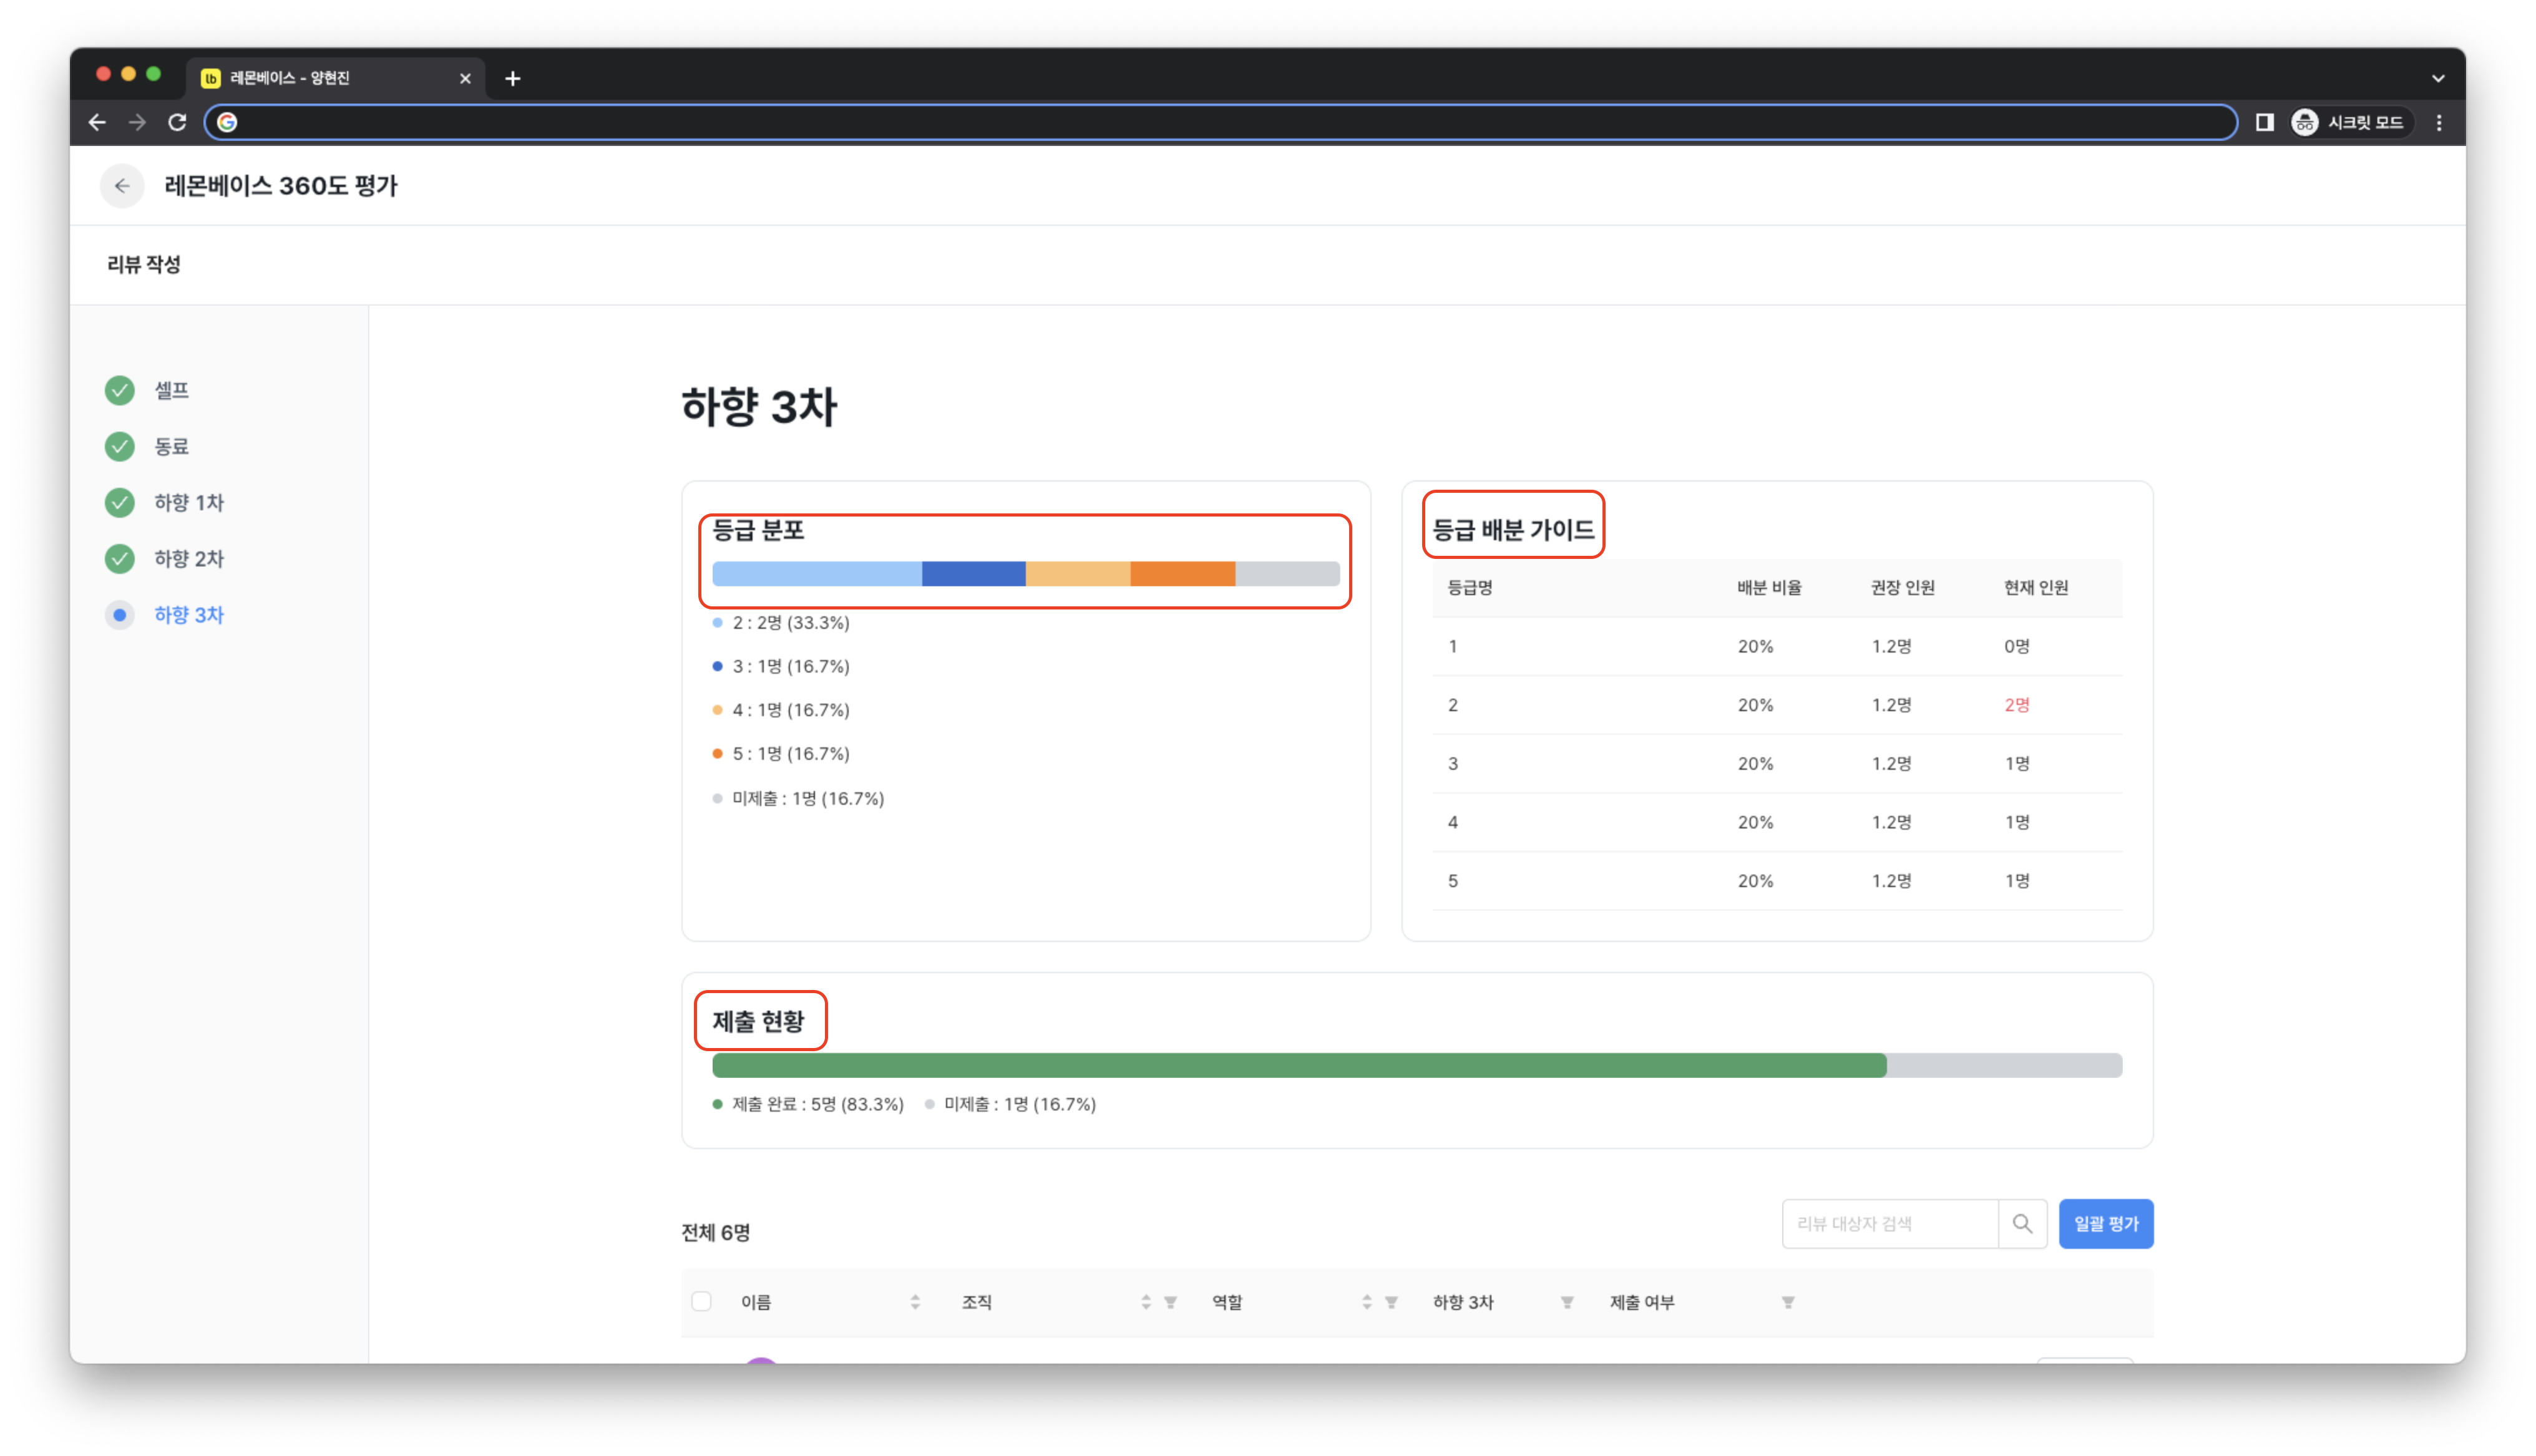 lb 레몬베이스 - 양현진
시크릿 모드
레몬베이스 360도 평가
리뷰 작성
셀프
동료
하향 1차
하향 2차
하향 3차
하향 3차
등급 분포
2 : 2명 (33.3%)
3 : 1명 (16.7%)
4 : 1명 (16.7%)
5 : 1명 (16.7%)
미제출 : 1명 (16.7%)
등급 배분 가이드
등급명 배분 비율 권장 인원 현재 인원
1 20% 1.2명 0명
2 20% 1.2명 2명
3 20% 1.2명 1명
4 20% 1.2명 1명
5 20% 1.2명 1명
제출 현황
제출 완료 : 5명 (83.3%) 미제출 : 1명 (16.7%)
전체 6명
리뷰 대상자 검색 일괄 평가
이름 조직 역할 하향 3차 제출 여부